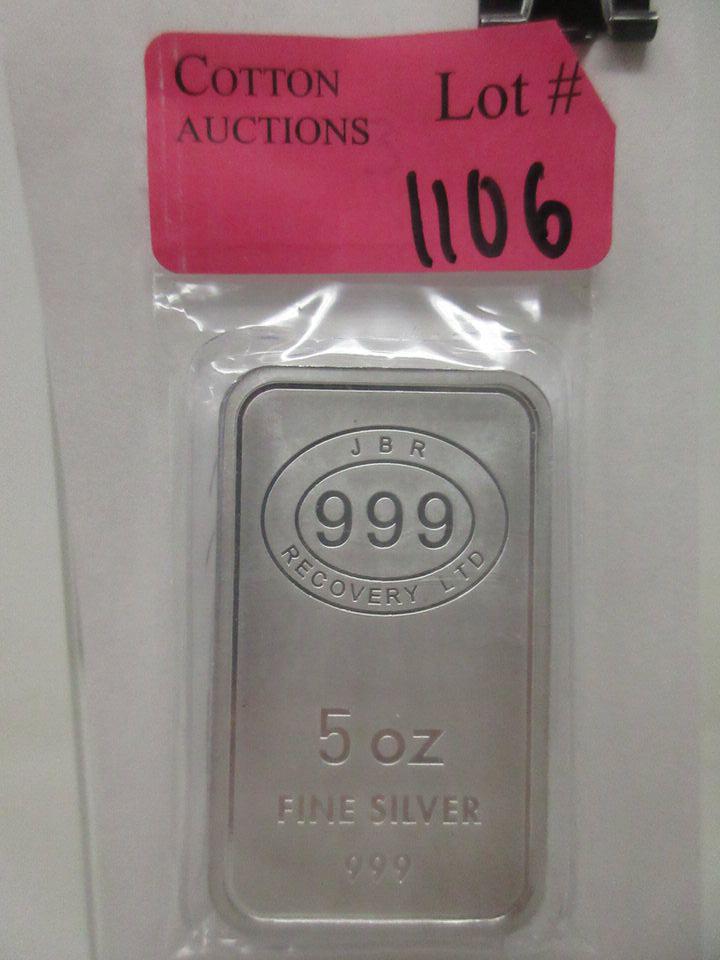 COTTON
AUCTIONS
Lot #
1106
JBR
999
RECOVERY LTD
5 oz
FINE SILVER
999